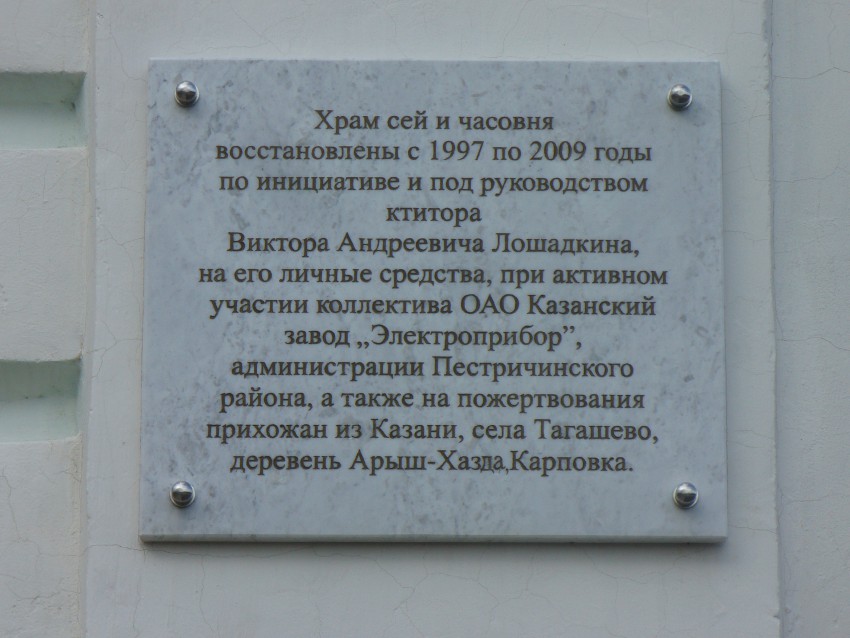 Храм сей и часовня
восстановлены с 1997 по 2009 годы
по инициативе и под руководством
ктитора
Виктора Андреевича Лошадкина,
на его личные средства, при активном
участии коллектива ОАО Казанский
завод „Электроприбор”,
администрации Пестричинского
района, а также на пожертвования
прихожан из Казани, села Тагашево,
деревень Арыш-Хазда,Карповка.